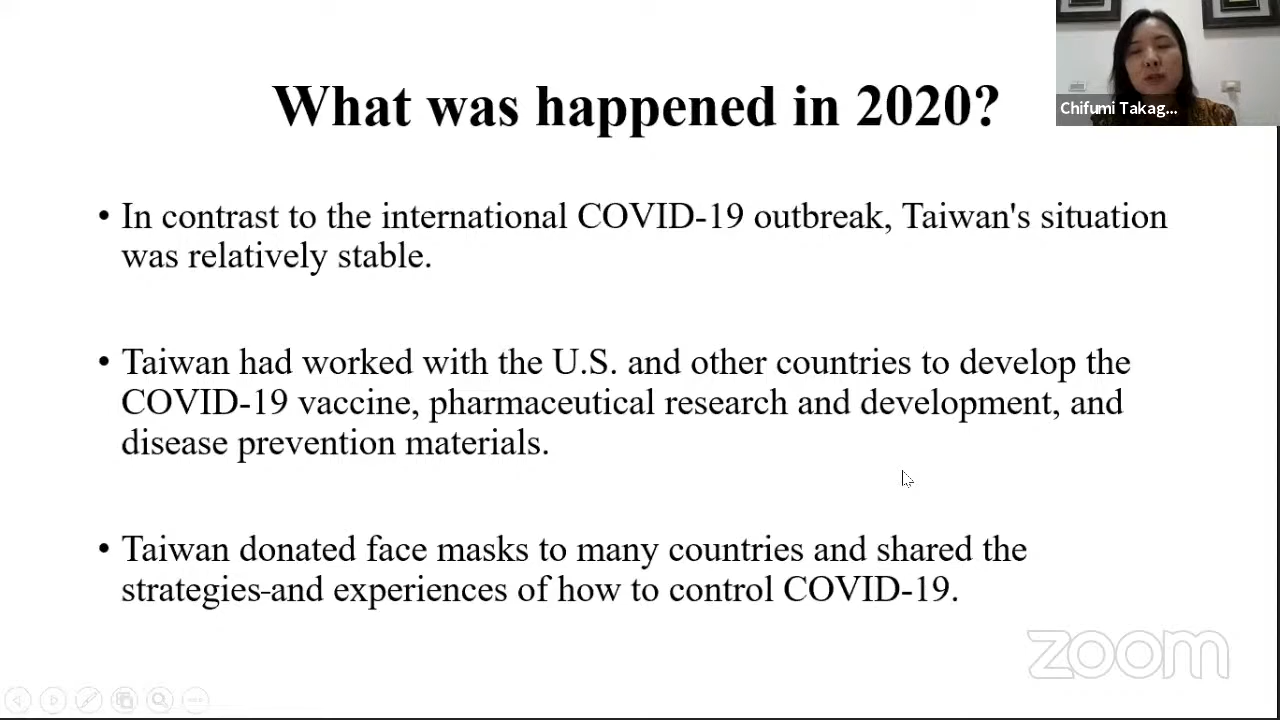 What was happened in 2020?
Chifumi Takag...
• In contrast to the international COVID-19 outbreak, Taiwan's situation
was relatively stable.
• Taiwan had worked with the U.S. and other countries to develop the
COVID-19 vaccine, pharmaceutical research and development, and
disease prevention materials.
• Taiwan donated face masks to many countries and shared the
strategies-and experiences of how to control COVID-19.
zoom